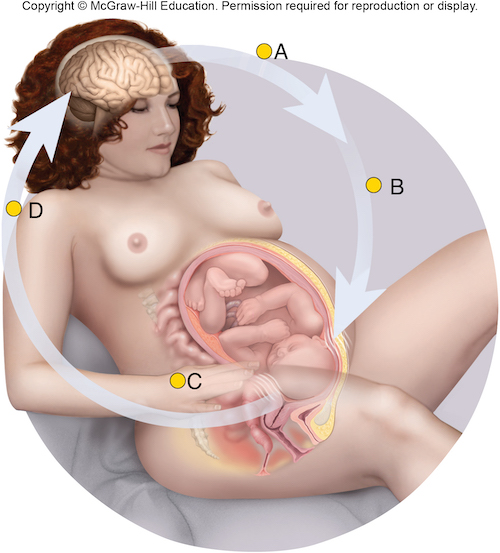 Copyright © McGraw-Hill Education. Permission required for reproduction or display.
A
B
D
C